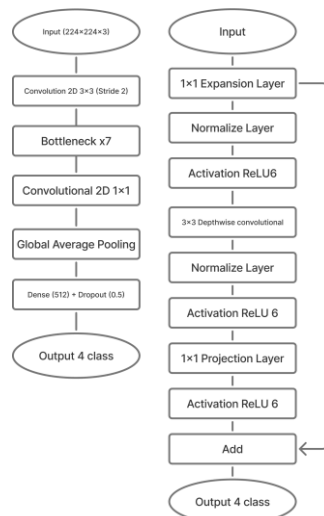 Input (224×224×3)
Convolution 2D 3×3 (Stride 2)
Bottleneck x7
Convolutional 2D 1×1
Global Average Pooling
Dense (512) + Dropout (0.5)
Output 4 class
Input
1×1 Expansion Layer
Normalize Layer
Activation ReLU6
3×3 Depthwise convolutional
Normalize Layer
Activation ReLU 6
1×1 Projection Layer
Activation ReLU 6
Add
Output 4 class